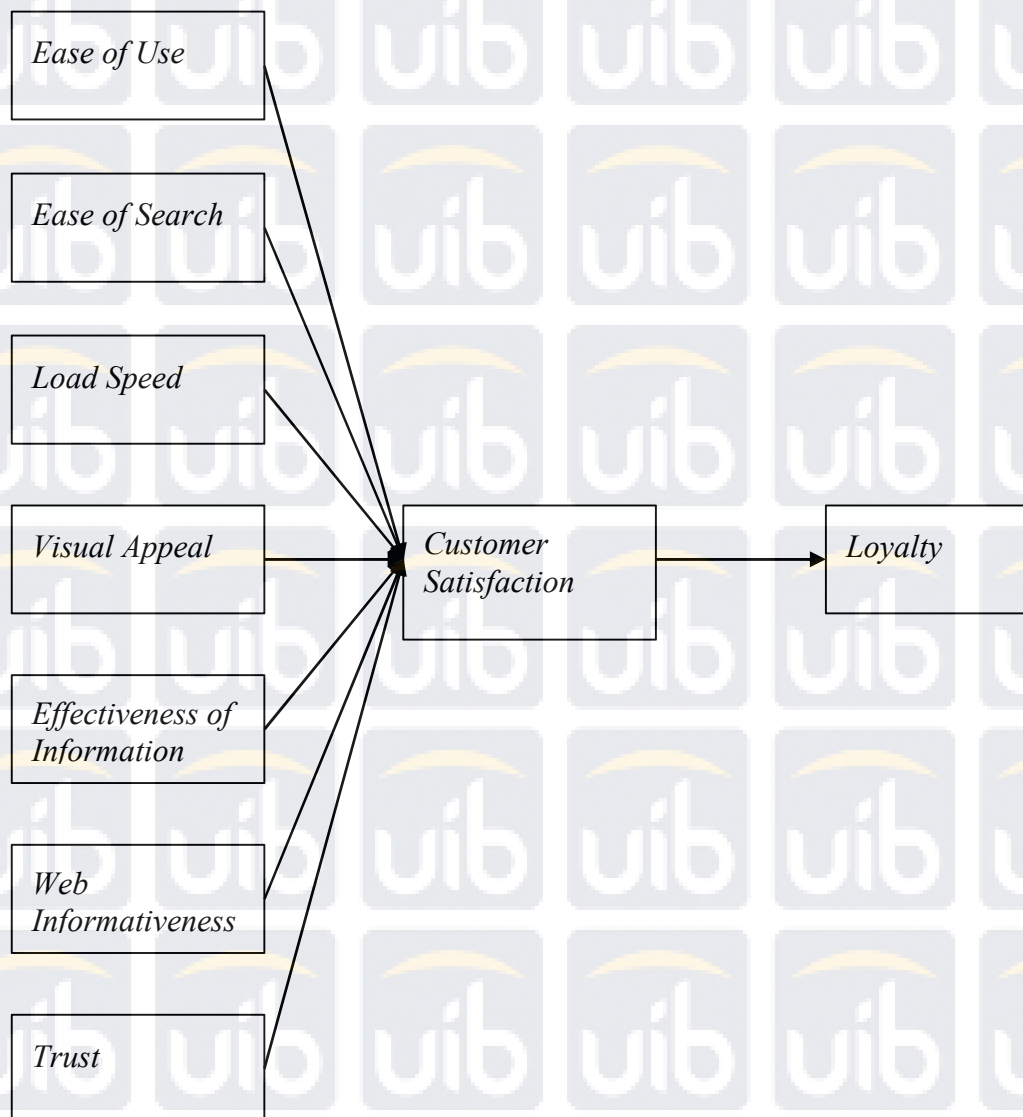 Ease of Use
Ease of Search
Load Speed
Visual Appeal
Customer
Satisfaction
Loyalty
Effectiveness of
Information
Web
Informativeness
Trust
uib